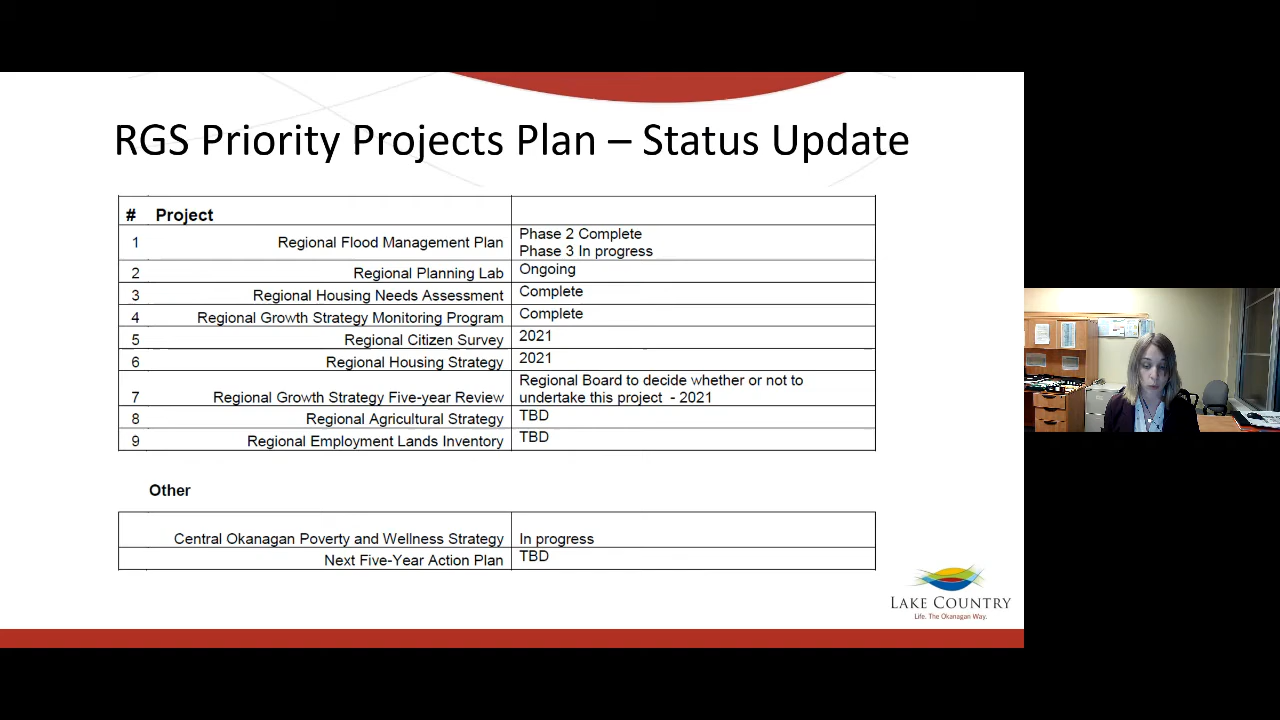 RGS Priority Projects Plan – Status Update
# Project
1 Regional Flood Management Plan Phase 2 Complete
Phase 3 In progress
2 Regional Planning Lab Ongoing
3 Regional Housing Needs Assessment Complete
4 Regional Growth Strategy Monitoring Program Complete
5 Regional Citizen Survey 2021
6 Regional Housing Strategy 2021
7 Regional Growth Strategy Five-year Review Regional Board to decide whether or not to
undertake this project - 2021
8 Regional Agricultural Strategy TBD
9 Regional Employment Lands Inventory TBD
Other
Central Okanagan Poverty and Wellness Strategy In progress
Next Five-Year Action Plan TBD
LAKE COUNTRY
Life. The Okanagan Way.